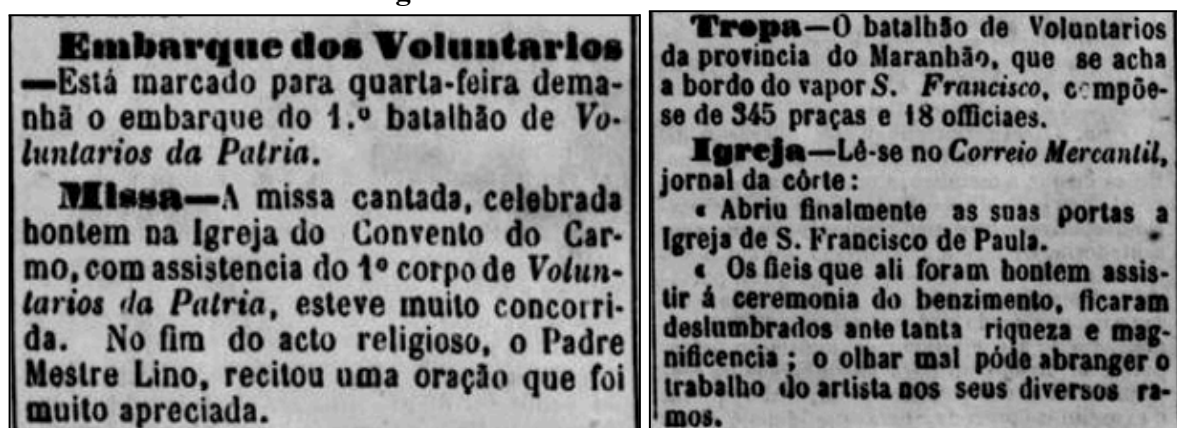 Embarque dos Voluntarios
—Está marcado para quarta-feira dema-
nhã o embarque do 1.º batalhão de Vo-
luntarios da Patria.
Missa—A missa cantada, celebrada
hontem na Igreja do Convento do Car-
mo, com assistencia do 1º corpo de Volun-
tarios da Patria, esteve muito concorri-
da. No fim do acto religioso, o Padre
Mestre Lino, recitou uma oração que foi
muito apreciada.
Tropa—O batalhão de Voluntarios
da provincia do Maranhão, que se acha
a bordo do vapor S. Francisco, compõe-
se de 345 praças e 18 officiaes.
Igreja—Lê-se no Correio Mercantil,
jornal da côrte:
« Abriu finalmente as suas portas a
Igreja de S. Francisco de Paula.
« Os fieis que ali foram hontem assis-
tir á ceremonia do benzimento, ficaram
deslumbrados ante tanta riqueza e mag-
nificencia ; o olhar mal póde abranger o
trabalho do artista nos seus diversos ra-
mos.